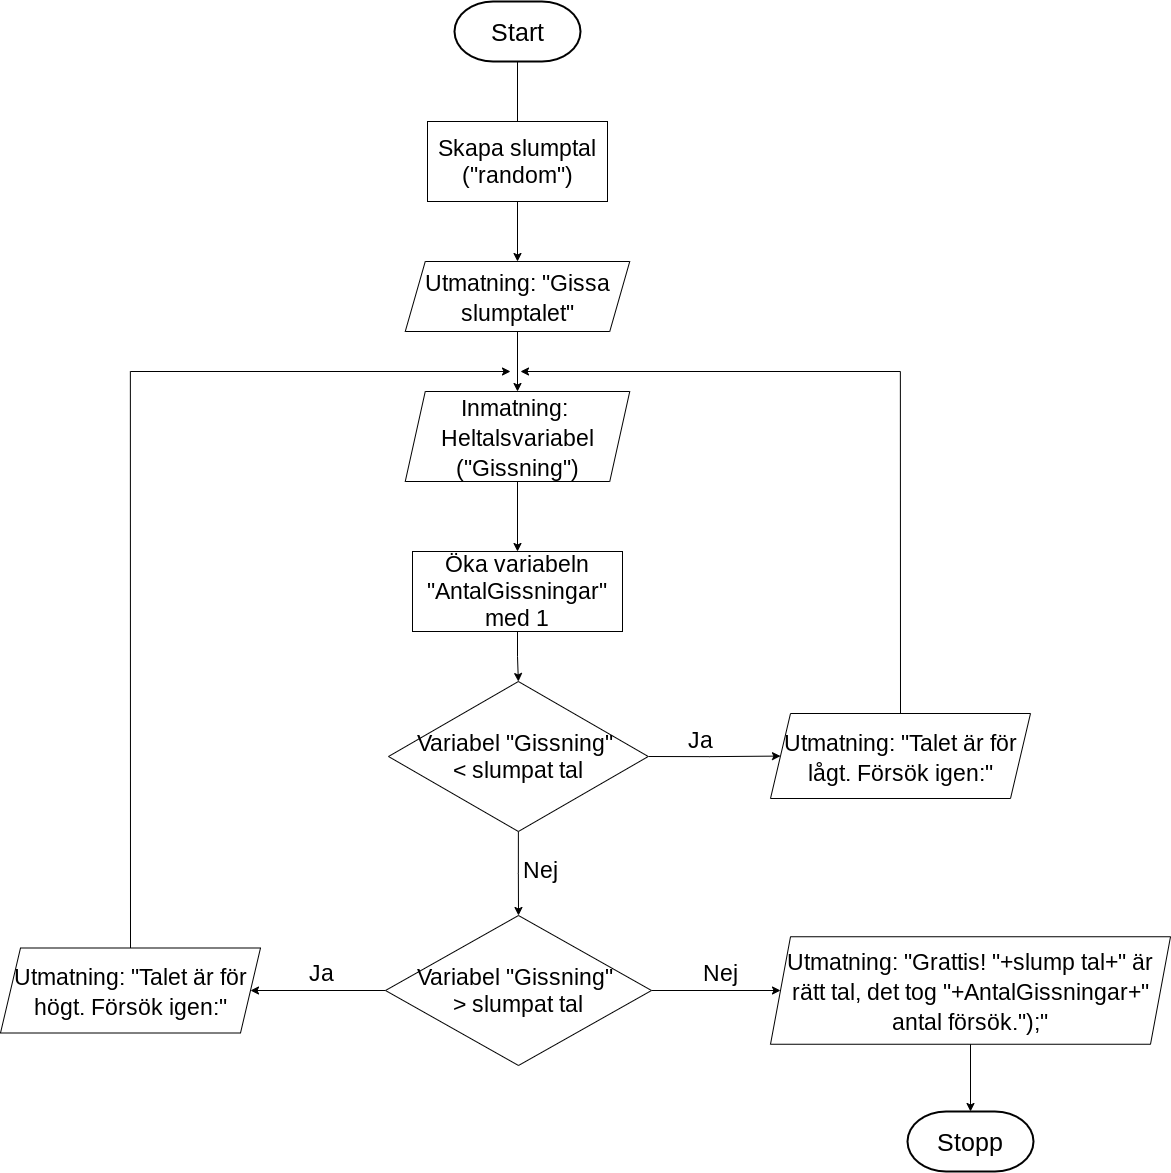 Start
Skapa slumptal
("random")
Utmatning: "Gissa
slumptalet"
Inmatning:
Heltalsvariabel
("Gissning")
Öka variabeln
"AntalGissningar"
med 1
Variabel "Gissning"
< slumpat tal
Ja
Utmatning: "Talet är för
lågt. Försök igen:"
Nej
Variabel "Gissning"
> slumpat tal
Ja
Utmatning: "Talet är för
högt. Försök igen:"
Nej
Utmatning: "Grattis! "+slump tal+" är
rätt tal, det tog "+AntalGissningar+"
antal försök.");"
Stopp